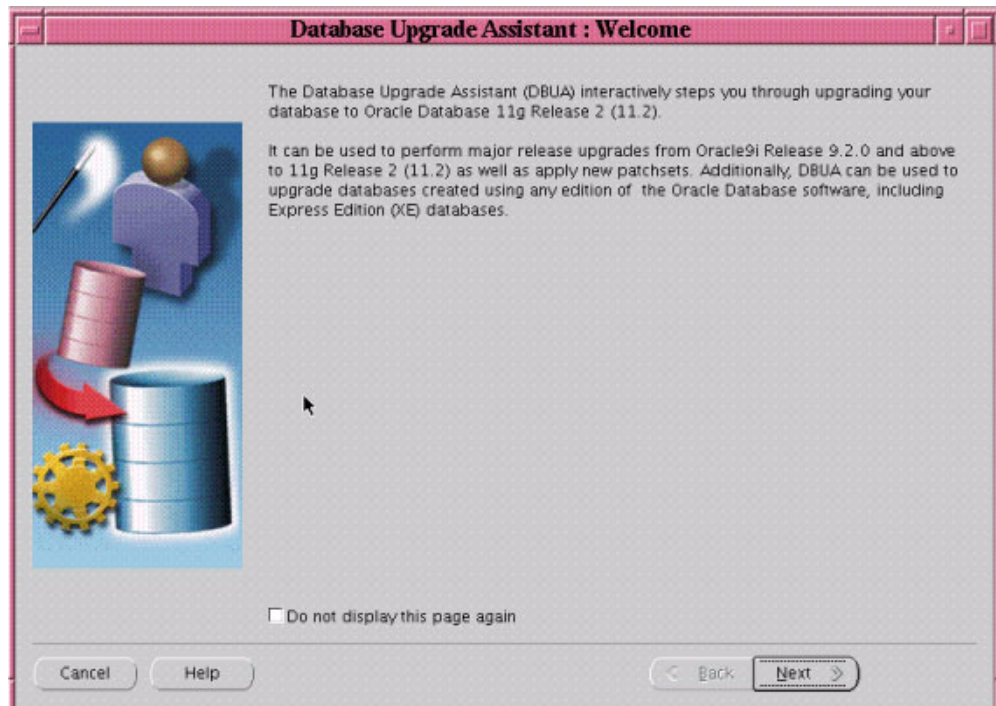 Database Upgrade Assistant : Welcome
The Database Upgrade Assistant (DBUA) interactively steps you through upgrading your
database to Oracle Database 11g Release 2 (11.2).
It can be used to perform major release upgrades from Oracle9i Release 9.2.0 and above
to 11g Release 2 (11.2) as well as apply new patchsets. Additionally, DBUA can be used to
upgrade databases created using any edition of the Oracle Database software, including
Express Edition (XE) databases.
Do not display this page again
Cancel Help Back Next